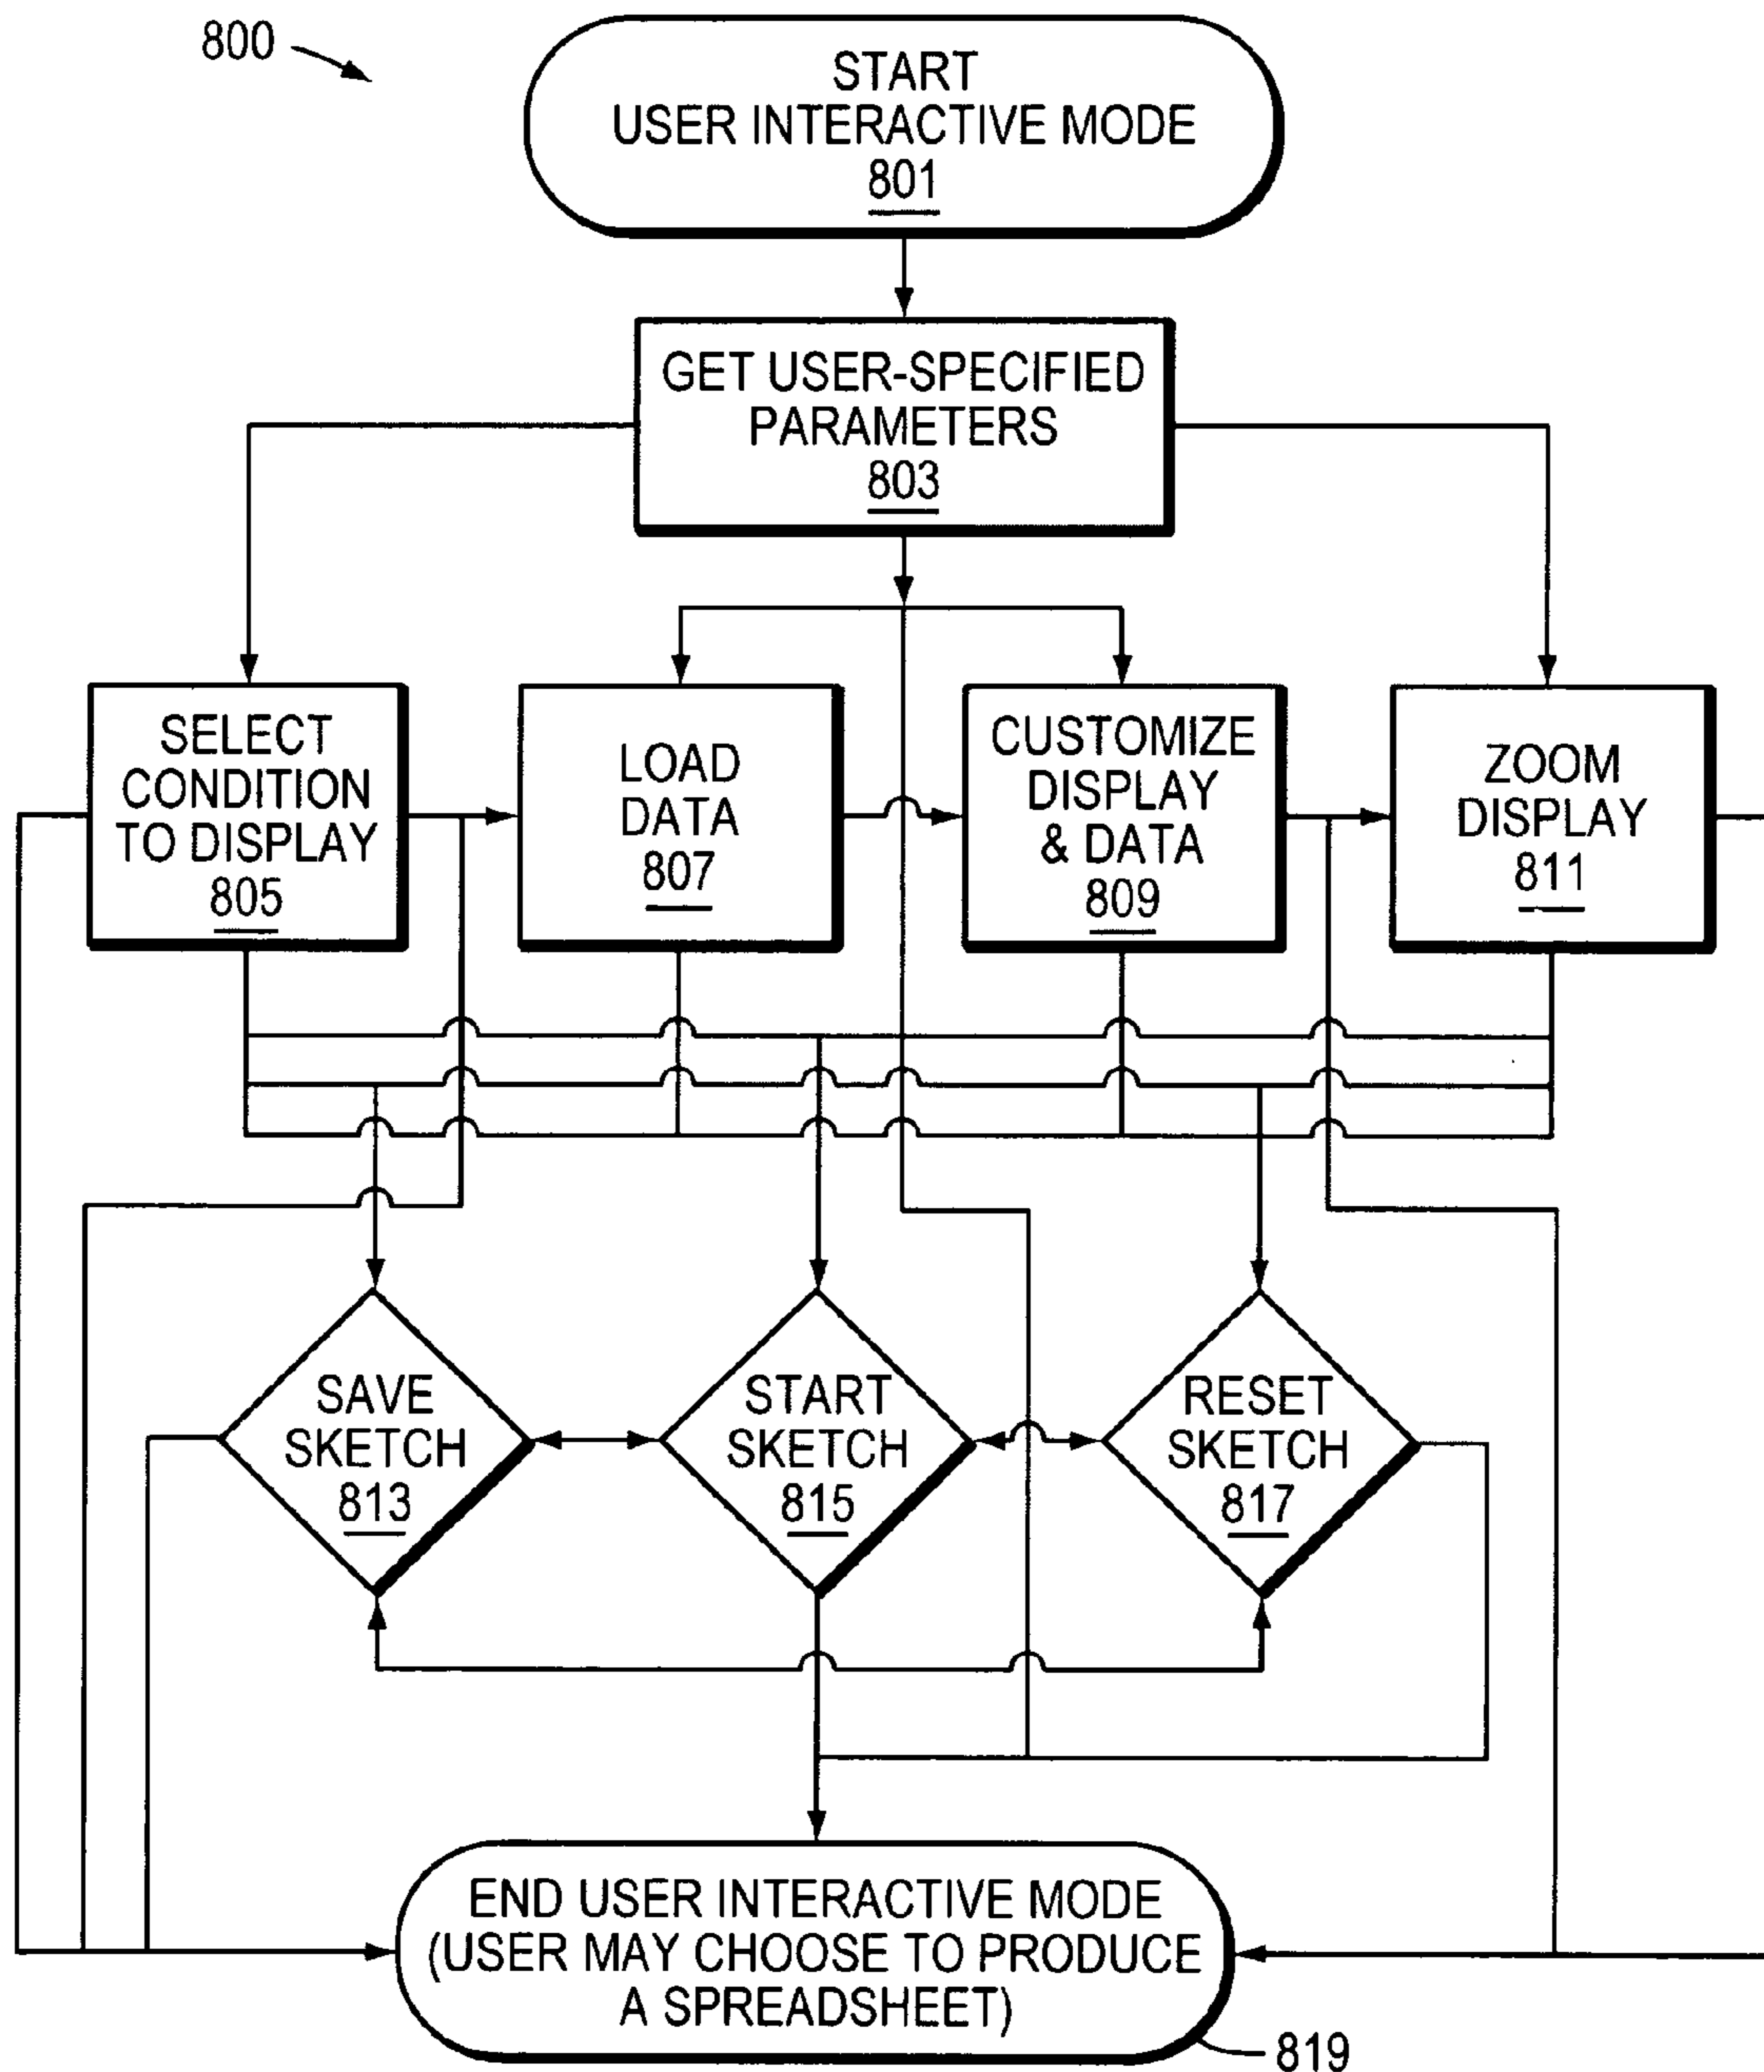 800
START
USER INTERACTIVE MODE
801
GET USER-SPECIFIED
PARAMETERS
803
SELECT
CONDITION
TO DISPLAY
805
LOAD
DATA
807
CUSTOMIZE
DISPLAY
& DATA
809
ZOOM
DISPLAY
811
SAVE
SKETCH
813
START
SKETCH
815
RESET
SKETCH
817
END USER INTERACTIVE MODE
(USER MAY CHOOSE TO PRODUCE
A SPREADSHEET)
819